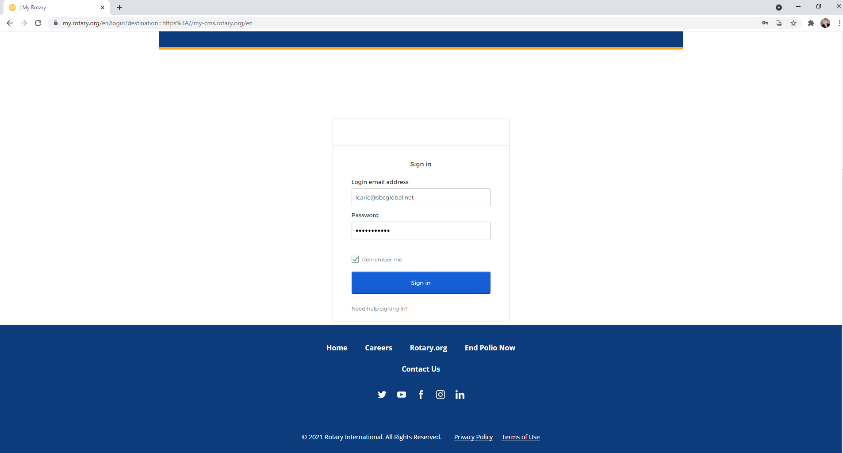 My Rotary
my.rotary.org/en/login?destination=https%3A//my-cms.rotary.org/en
Sign in
Login email address
icario@sbcglobal.net
Password
•••••••••••
Remember me
Sign in
Need help signing in?
Home Careers Rotary.org End Polio Now
Contact Us
© 2021 Rotary International. All Rights Reserved. Privacy Policy Terms of Use